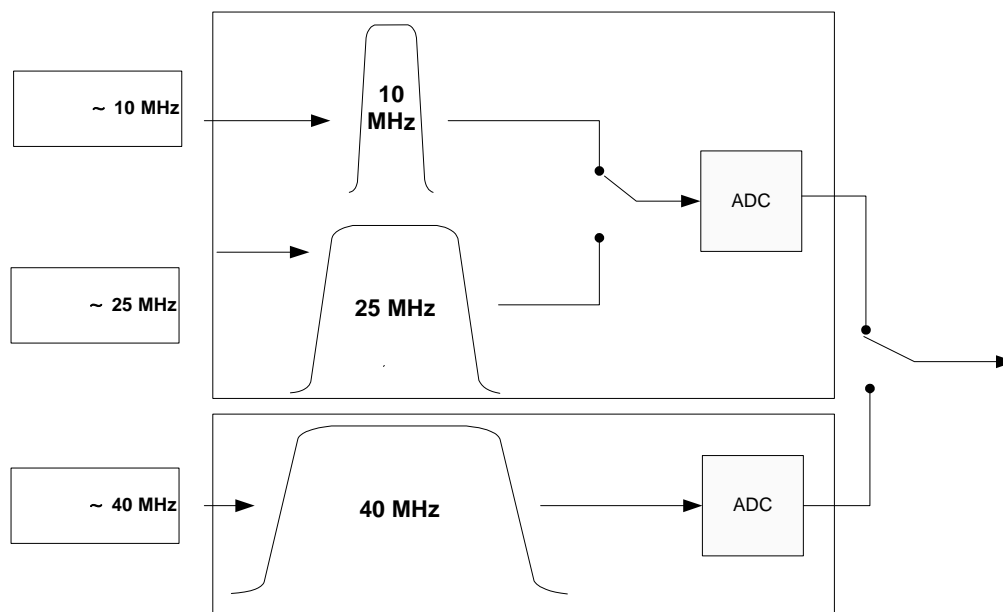 ~ 10 MHz
10
MHz
ADC
~ 25 MHz
25 MHz
~ 40 MHz
40 MHz
ADC